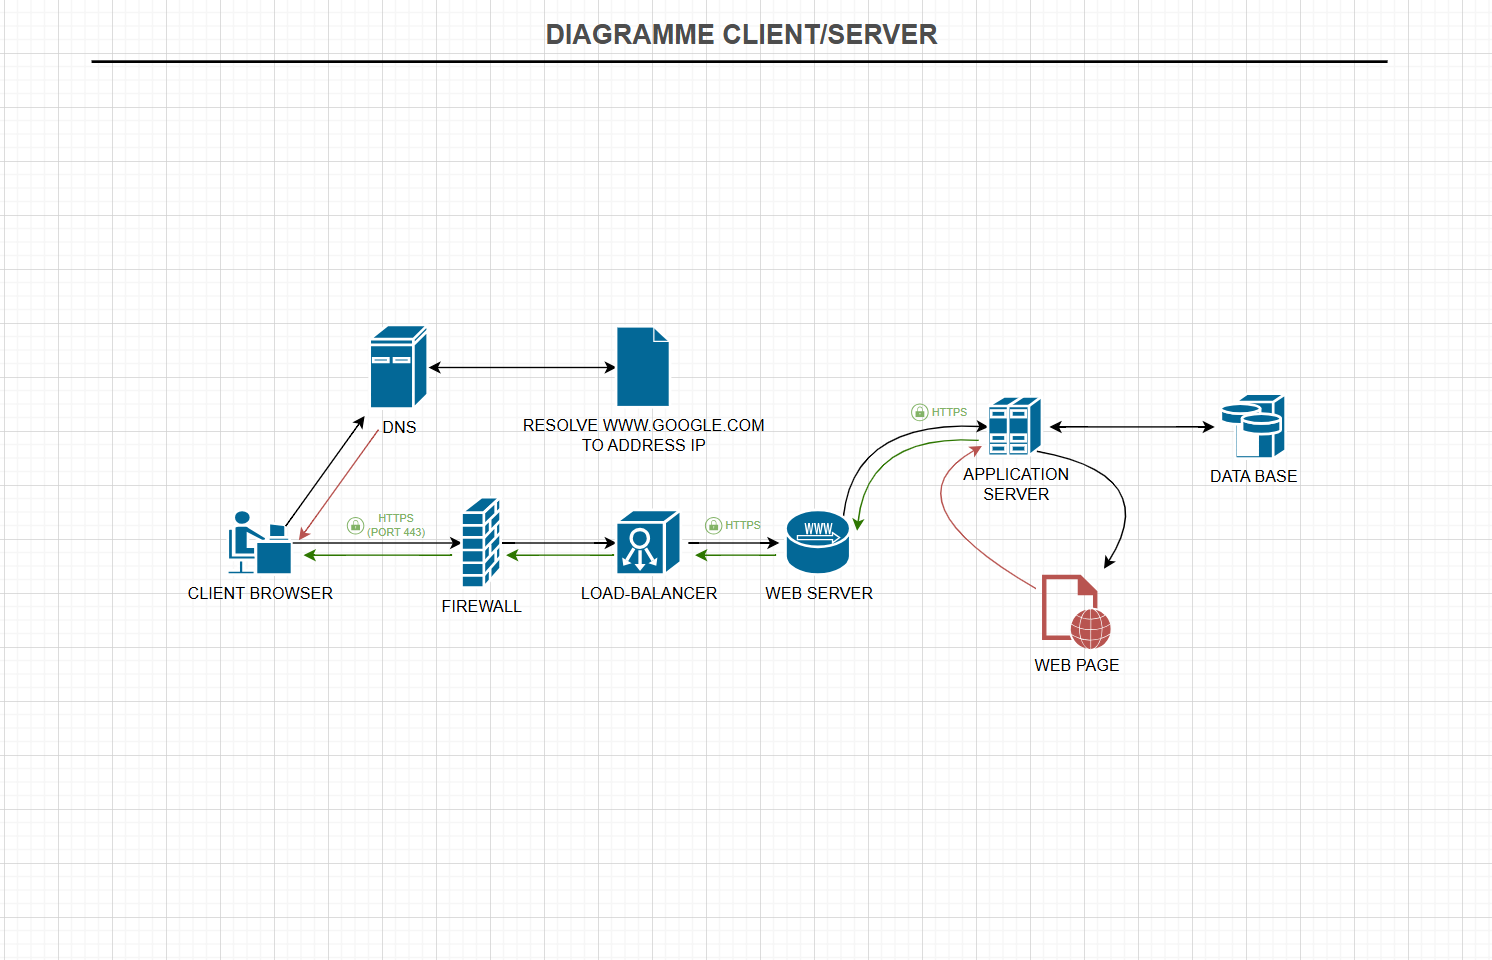 DIAGRAMME CLIENT/SERVER
DNS
RESOLVE WWW.GOOGLE.COM
TO ADDRESS IP
HTTPS
APPLICATION
SERVER
DATA BASE
HTTPS
(PORT 443)
HTTPS
WWW
CLIENT BROWSER
FIREWALL
LOAD-BALANCER
WEB SERVER
WEB PAGE